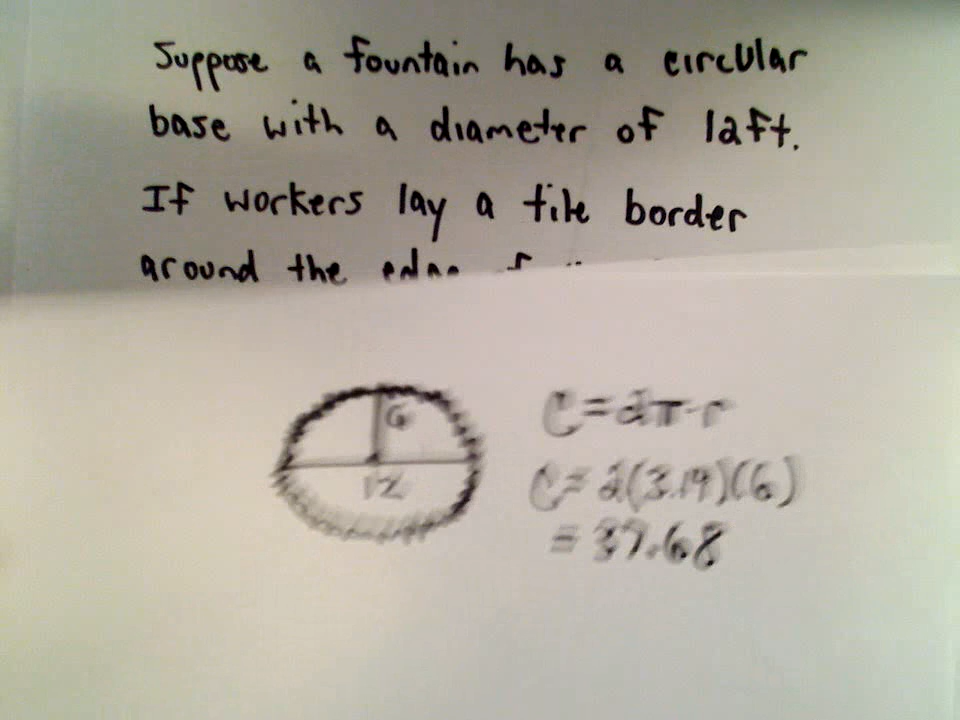 Suppose a fountain has a circular
base with a diameter of 12ft.
If workers lay a tile border
around the edge
6
12
C=2π·r
C=2(3.14)(6)
=37.68